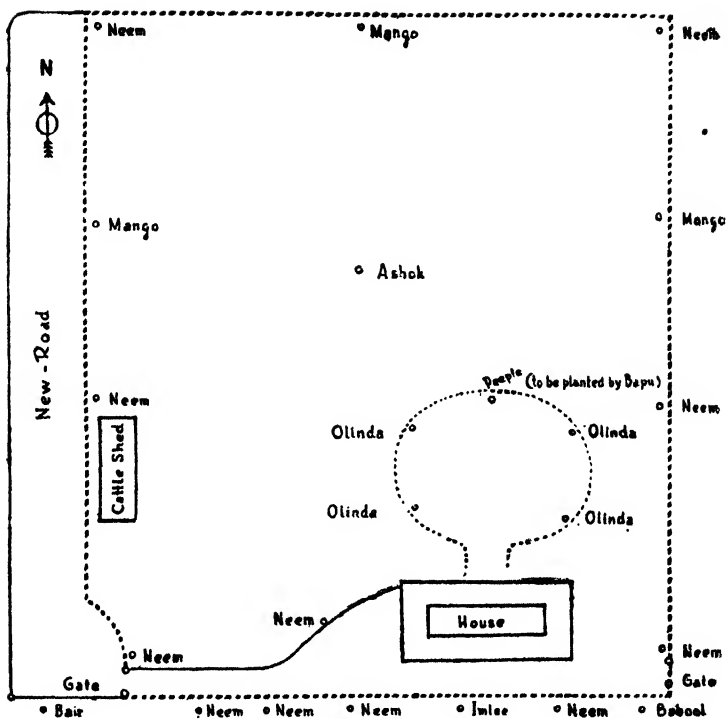 Neem
Mango
Neem
N
Mango
Mango
Ashok
New-Road
Peeple (to be planted by Bapu)
Neem
Neem
Olinda
Olinda
Cattle Shed
Olinda
Olinda
Neem
House
Neem
Neem
Gate
Gate
Bair
Neem
Neem
Neem
Imlee
Neem
Babool